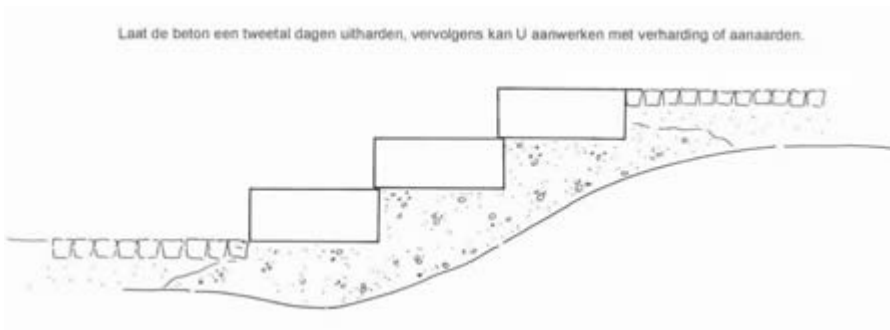 Laat de beton een tweetal dagen uitharden, vervolgens kan U aanwerken met verharding of aanaarden.